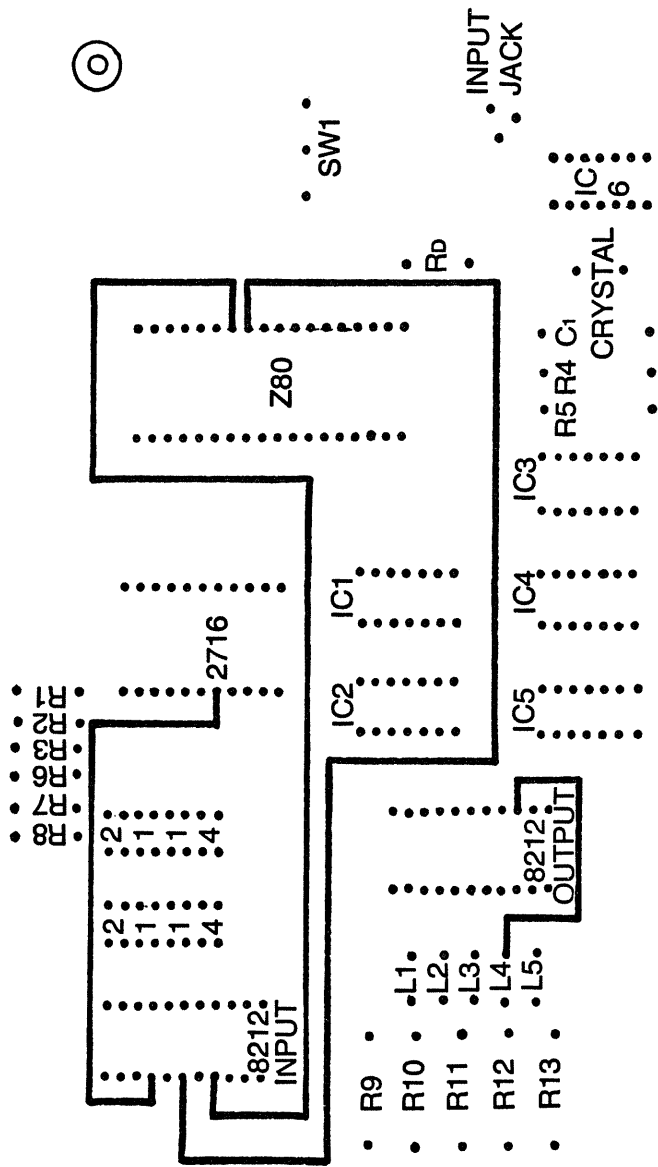 INPUT
JACK
SW1
IC
6
RD
CRYSTAL
C1
R4
R5
Z80
IC3
IC1
IC4
2716
IC2
IC5
R1
R2
R3
R6
R7
R8
2
1
1
4
2
1
1
4
8212
OUTPUT
8212
INPUT
L1
L2
L3
L4
L5
R9
R10
R11
R12
R13